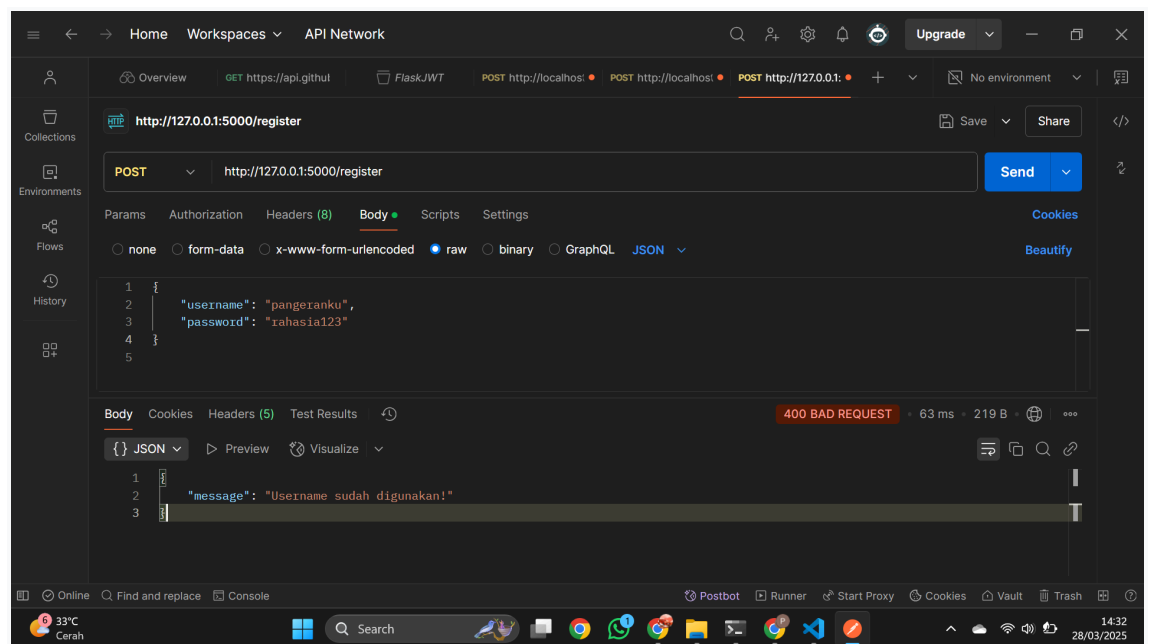 Home Workspaces API Network Upgrade
Overview GET https://api.githul FlaskJWT POST http://localhos POST http://localhos POST http://127.0.0.1: No environment
HTTP http://127.0.0.1:5000/register Save Share
POST http://127.0.0.1:5000/register Send
Params Authorization Headers (8) Body Scripts Settings Cookies
none form-data x-www-form-urlencoded raw binary GraphQL JSON Beautify
Collections
Environments
Flows
History
1 {
2 "username": "pangeranku",
3 "password": "rahasia123"
4 }
5
Body Cookies Headers (5) Test Results 400 BAD REQUEST 63 ms 219 B
{} JSON Preview Visualize
1 {
2 "message": "Username sudah digunakan!"
3 }
Online Find and replace Console Postbot Runner Start Proxy Cookies Vault Trash
6 33°C
Cerah
Search
1
14:32
28/03/2025